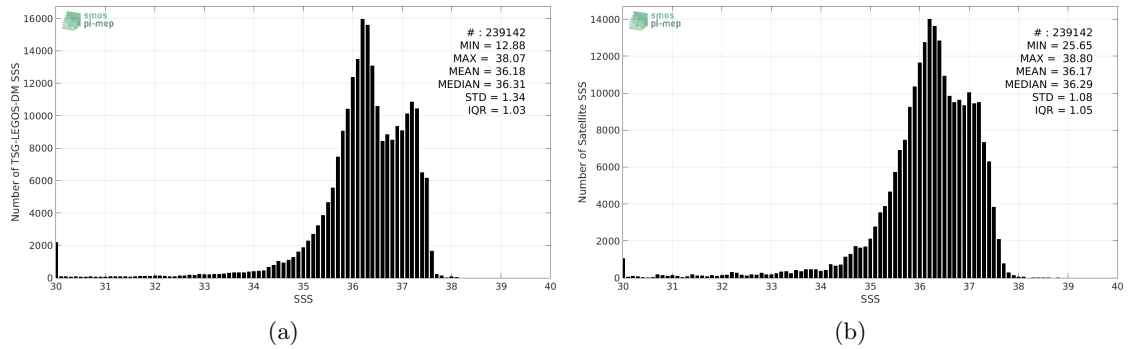 smos
pi-mep
# : 239142
MIN = 12.88
MAX = 38.07
MEAN = 36.18
MEDIAN = 36.31
STD = 1.34
IQR = 1.03
Number of TSG-LEGOS-DM SSS
16000
14000
12000
10000
8000
6000
4000
2000
0
30 31 32 33 34 35 36 37 38 39 40
SSS
(a)
smos
pi-mep
# : 239142
MIN = 25.65
MAX = 38.80
MEAN = 36.17
MEDIAN = 36.29
STD = 1.08
IQR = 1.05
Number of Satellite SSS
14000
12000
10000
8000
6000
4000
2000
0
30 31 32 33 34 35 36 37 38 39 40
SSS
(b)